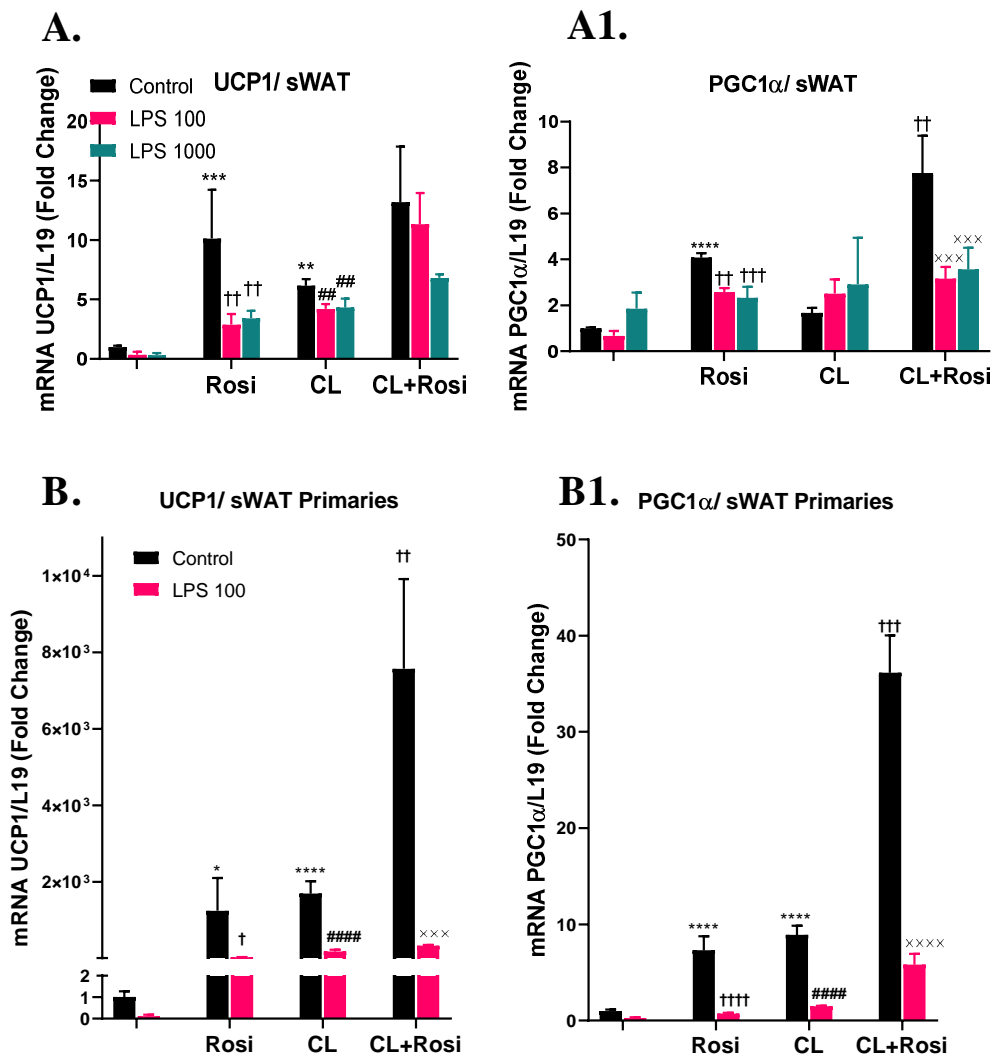 A.
UCP1/ sWAT
Control
LPS 100
LPS 1000
mRNA UCP1/L19 (Fold Change)
20
15
10
5
0
***
††
††
**
##
##
Rosi
CL
CL+Rosi
A1.
PGC1α/ sWAT
mRNA PGC1α/L19 (Fold Change)
10
8
6
4
2
0
****
††
†††
††
×××
×××
Rosi
CL
CL+Rosi
B.
UCP1/ sWAT Primaries
Control
LPS 100
mRNA UCP1/L19 (Fold Change)
1×10⁴
8×10³
6×10³
4×10³
2×10³
2
1
0
*
†
****
####
††
×××
Rosi
CL
CL+Rosi
B1.
PGC1α/ sWAT Primaries
mRNA PGC1α/L19 (Fold Change)
50
40
30
20
10
0
****
††††
****
####
†††
××××
Rosi
CL
CL+Rosi